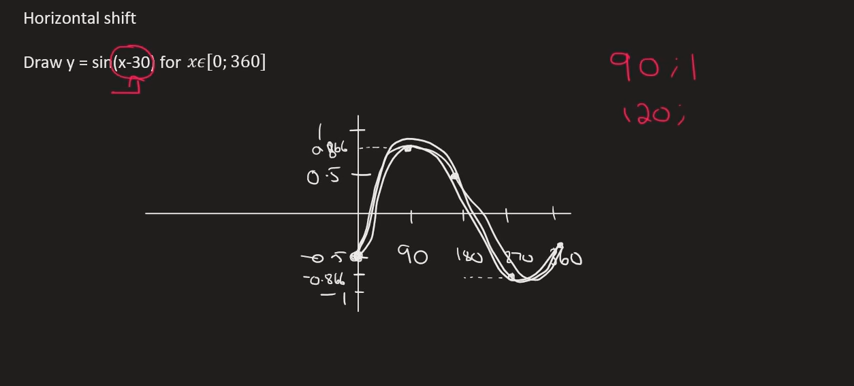 Horizontal shift
Draw y = sin(x-30) for xϵ[0; 360]
90 ; 1
120 ;
1
0.866
0.5
-0.5 90 180 270 360
-0.866
-1